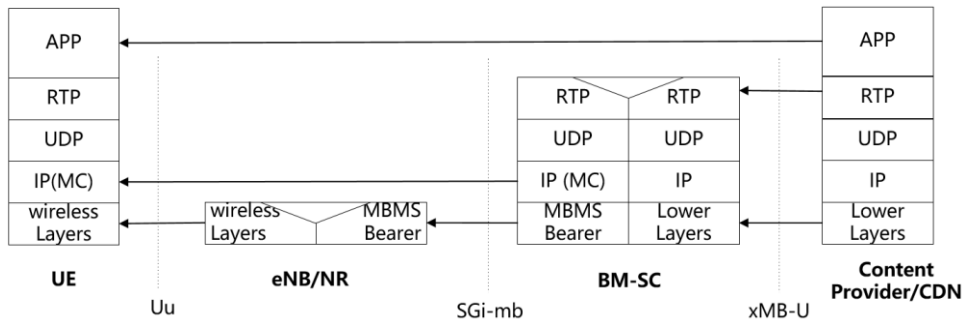 APP
RTP
UDP
IP(MC)
wireless
Layers
UE
Uu
wireless
Layers
MBMS
Bearer
eNB/NR
SGi-mb
RTP
RTP
UDP
UDP
IP (MC)
IP
MBMS
Bearer
Lower
Layers
BM-SC
xMB-U
APP
RTP
UDP
IP
Lower
Layers
Content
Provider/CDN